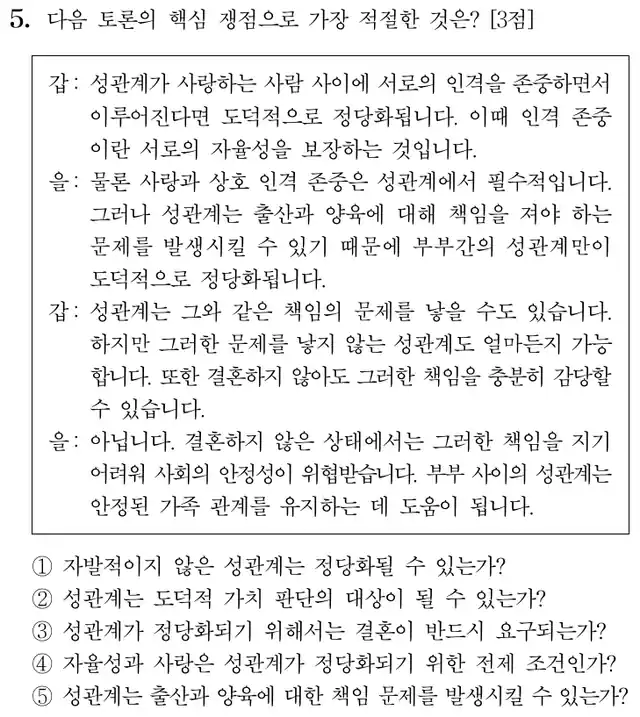 5. 다음 토론의 핵심 쟁점으로 가장 적절한 것은? [3점]
갑: 성관계가 사랑하는 사람 사이에 서로의 인격을 존중하면서
이루어진다면 도덕적으로 정당화됩니다. 이때 인격 존중
이란 서로의 자율성을 보장하는 것입니다.
을: 물론 사랑과 상호 인격 존중은 성관계에서 필수적입니다.
그러나 성관계는 출산과 양육에 대해 책임을 져야 하는
문제를 발생시킬 수 있기 때문에 부부간의 성관계만이
도덕적으로 정당화됩니다.
갑: 성관계는 그와 같은 책임의 문제를 낳을 수도 있습니다.
하지만 그러한 문제를 낳지 않는 성관계도 얼마든지 가능
합니다. 또한 결혼하지 않아도 그러한 책임을 충분히 감당할
수 있습니다.
을: 아닙니다. 결혼하지 않은 상태에서는 그러한 책임을 지기
어려워 사회의 안정성이 위협받습니다. 부부 사이의 성관계는
안정된 가족 관계를 유지하는 데 도움이 됩니다.
① 자발적이지 않은 성관계는 정당화될 수 있는가?
② 성관계는 도덕적 가치 판단의 대상이 될 수 있는가?
③ 성관계가 정당화되기 위해서는 결혼이 반드시 요구되는가?
④ 자율성과 사랑은 성관계가 정당화되기 위한 전제 조건인가?
⑤ 성관계는 출산과 양육에 대한 책임 문제를 발생시킬 수 있는가?